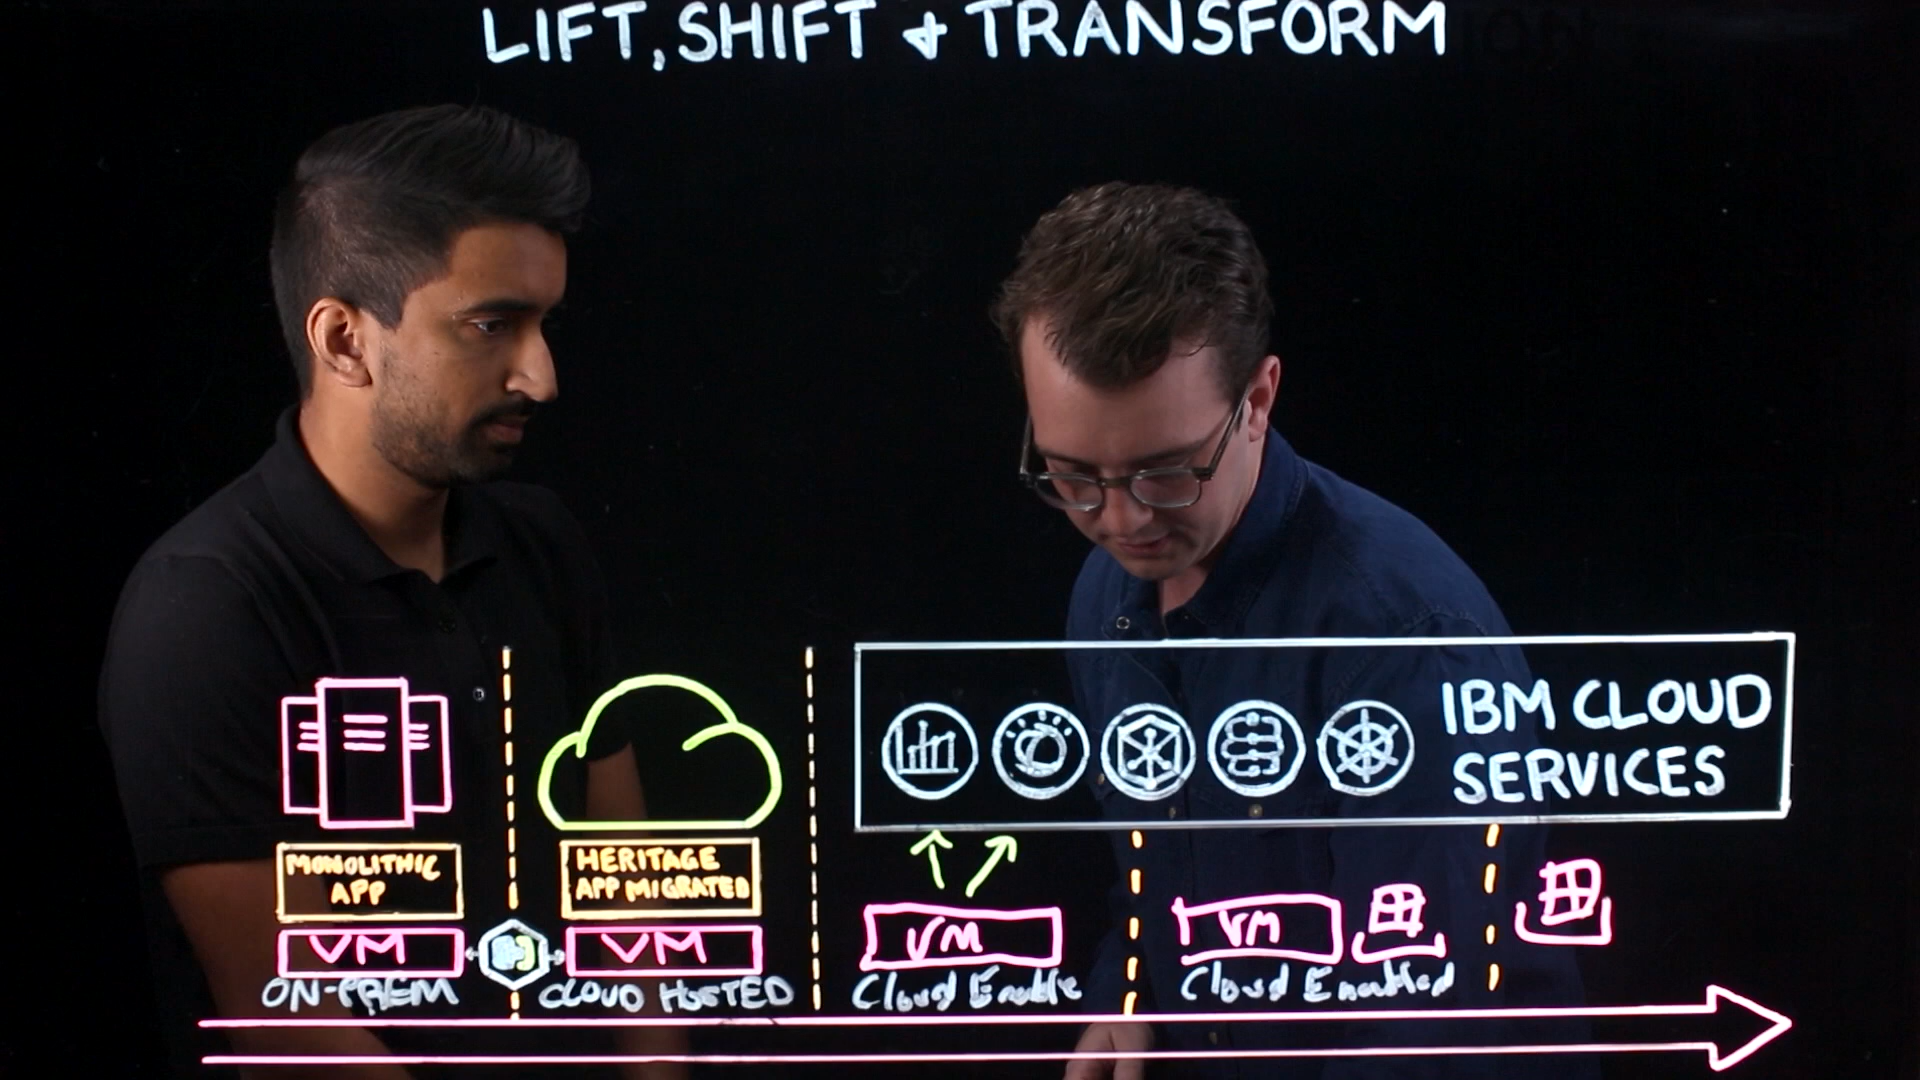 LIFT, SHIFT & TRANSFORM
IBM CLOUD
SERVICES
MONOLITHIC
APP
HERITAGE
APP MIGRATED
VM
VM
VM
VM
ON-PREM
CLOUD HOSTED
Cloud Enable
Cloud Enabled